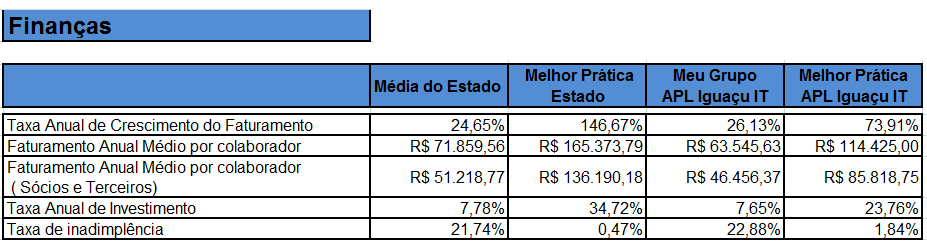 Finanças
Média do Estado Melhor Prática Estado Meu Grupo APL Iguaçu IT Melhor Prática APL Iguaçu IT
Taxa Anual de Crescimento do Faturamento 24,65% 146,67% 26,13% 73,91%
Faturamento Anual Médio por colaborador R$ 71.859,56 R$ 165.373,79 R$ 63.545,63 R$ 114.425,00
Faturamento Anual Médio por colaborador
( Sócios e Terceiros) R$ 51.218,77 R$ 136.190,18 R$ 46.456,37 R$ 85.818,75
Taxa Anual de Investimento 7,78% 34,72% 7,65% 23,76%
Taxa de inadimplência 21,74% 0,47% 22,88% 1,84%